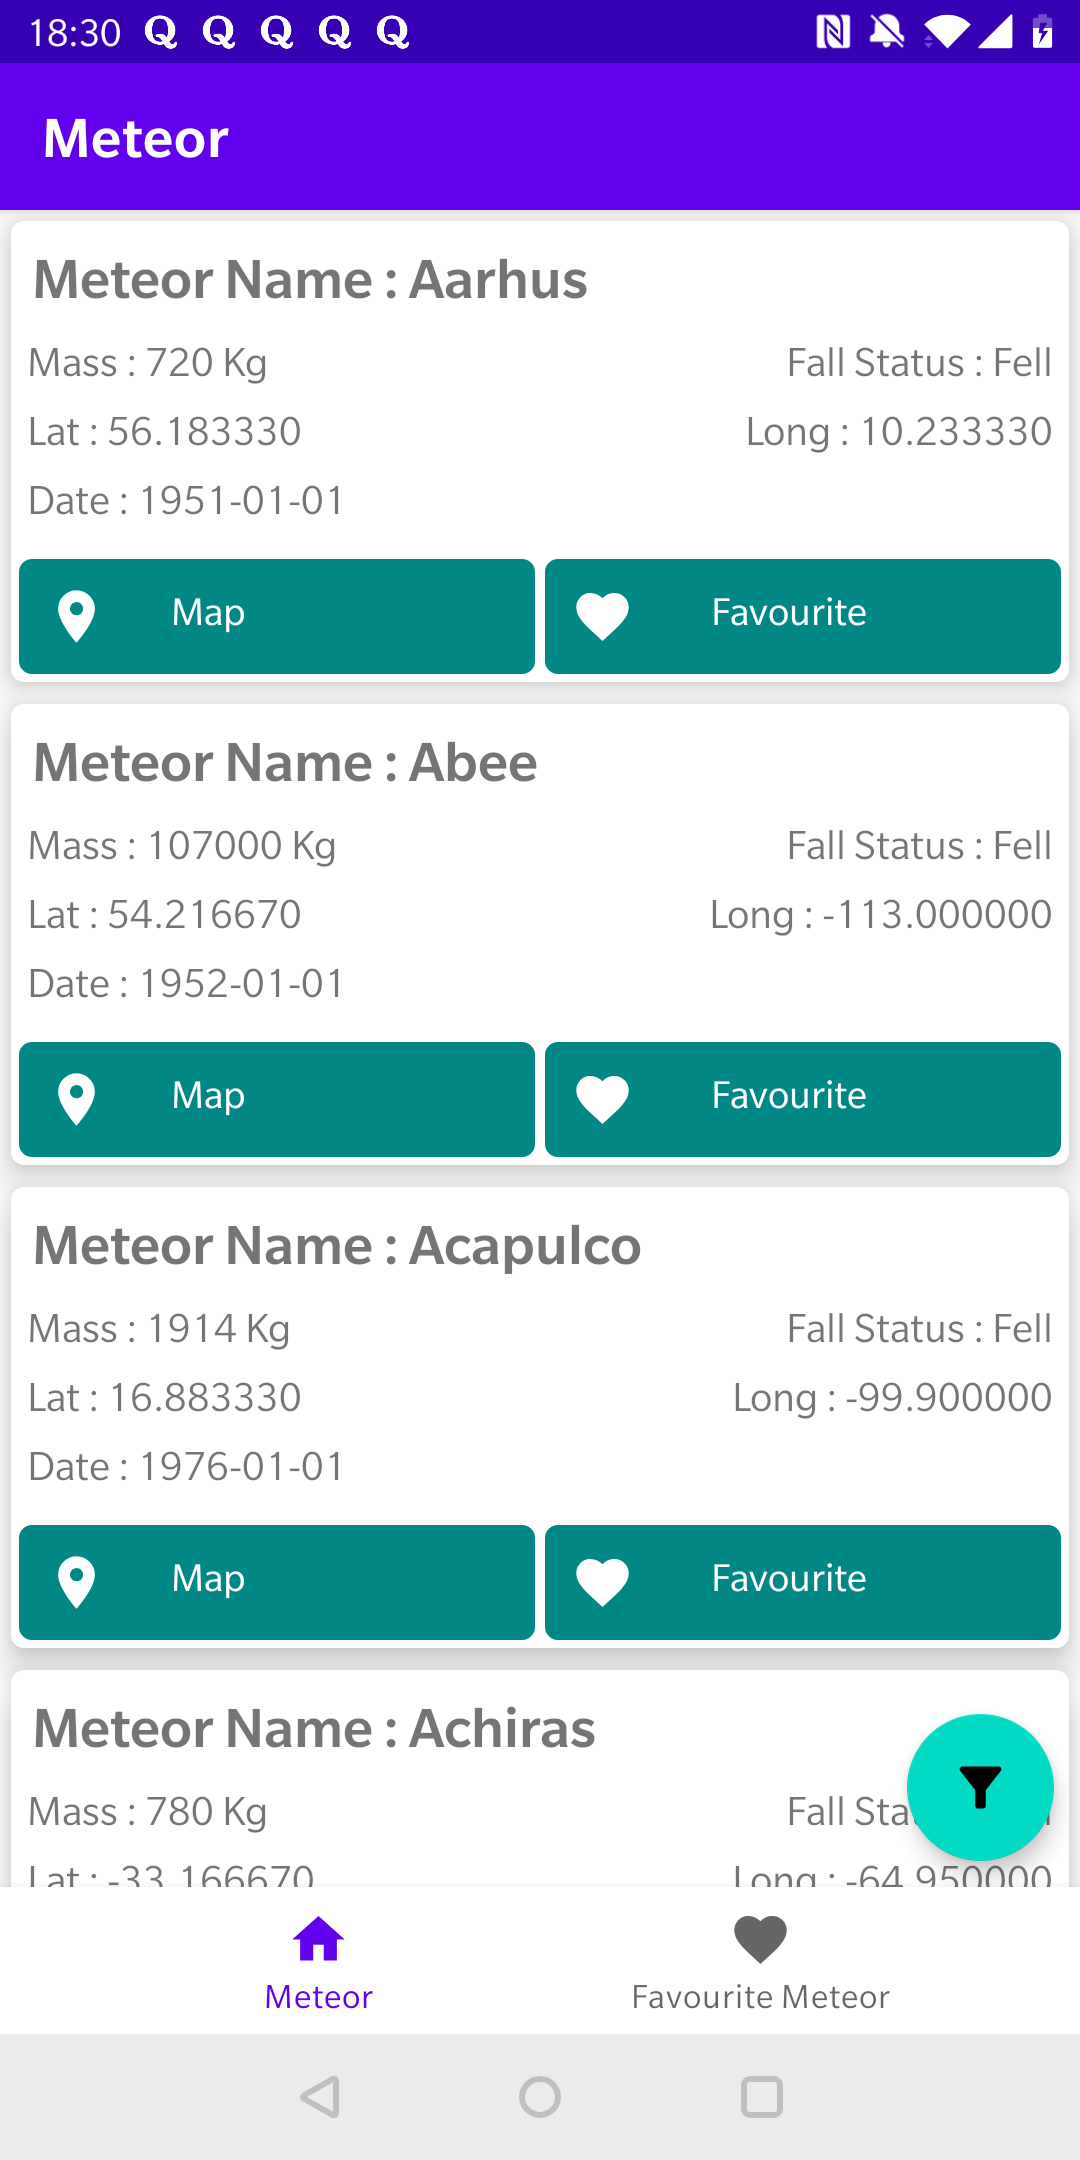 18:30 Q Q Q Q Q
Meteor
Meteor Name : Aarhus
Mass : 720 Kg Fall Status : Fell
Lat : 56.183330 Long : 10.233330
Date : 1951-01-01
Map Favourite
Meteor Name : Abee
Mass : 107000 Kg Fall Status : Fell
Lat : 54.216670 Long : -113.000000
Date : 1952-01-01
Map Favourite
Meteor Name : Acapulco
Mass : 1914 Kg Fall Status : Fell
Lat : 16.883330 Long : -99.900000
Date : 1976-01-01
Map Favourite
Meteor Name : Achiras
Mass : 780 Kg Fall
Lat : -33.166670 Long : -64.950000
Meteor Favourite Meteor